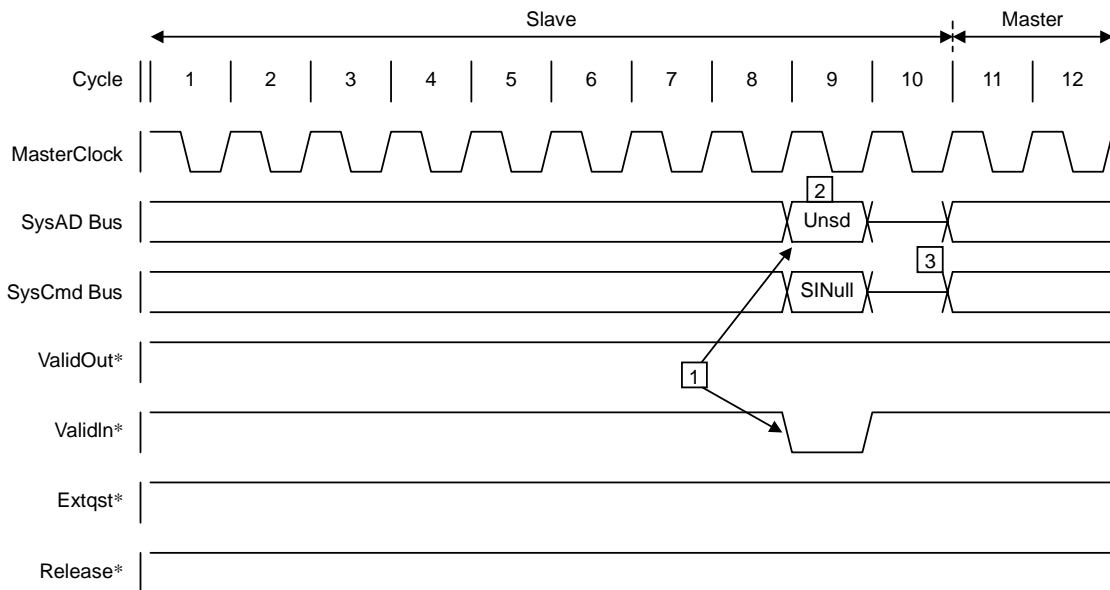 Slave Master
Cycle 1 2 3 4 5 6 7 8 9 10 11 12
MasterClock
2
SysAD Bus Unsd
3
SysCmd Bus SINull
ValidOut*
1
ValidIn*
Extqst*
Release*